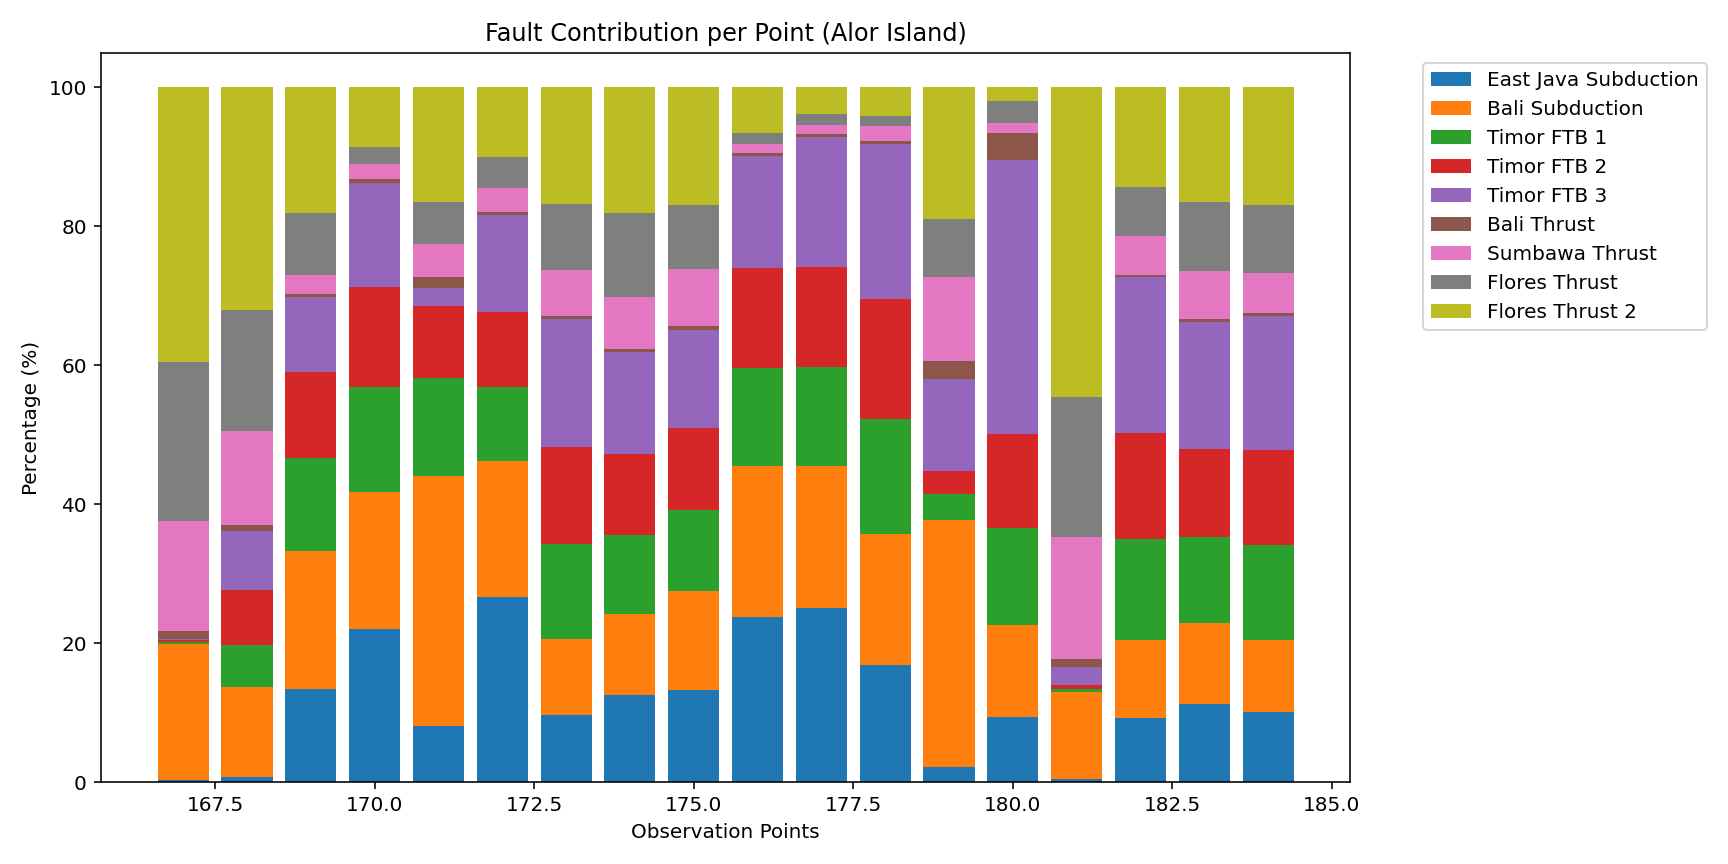 Fault Contribution per Point (Alor Island)
100
80
60
40
20
0
Percentage (%)
167.5
170.0
172.5
175.0
177.5
180.0
182.5
185.0
Observation Points
East Java Subduction
Bali Subduction
Timor FTB 1
Timor FTB 2
Timor FTB 3
Bali Thrust
Sumbawa Thrust
Flores Thrust
Flores Thrust 2